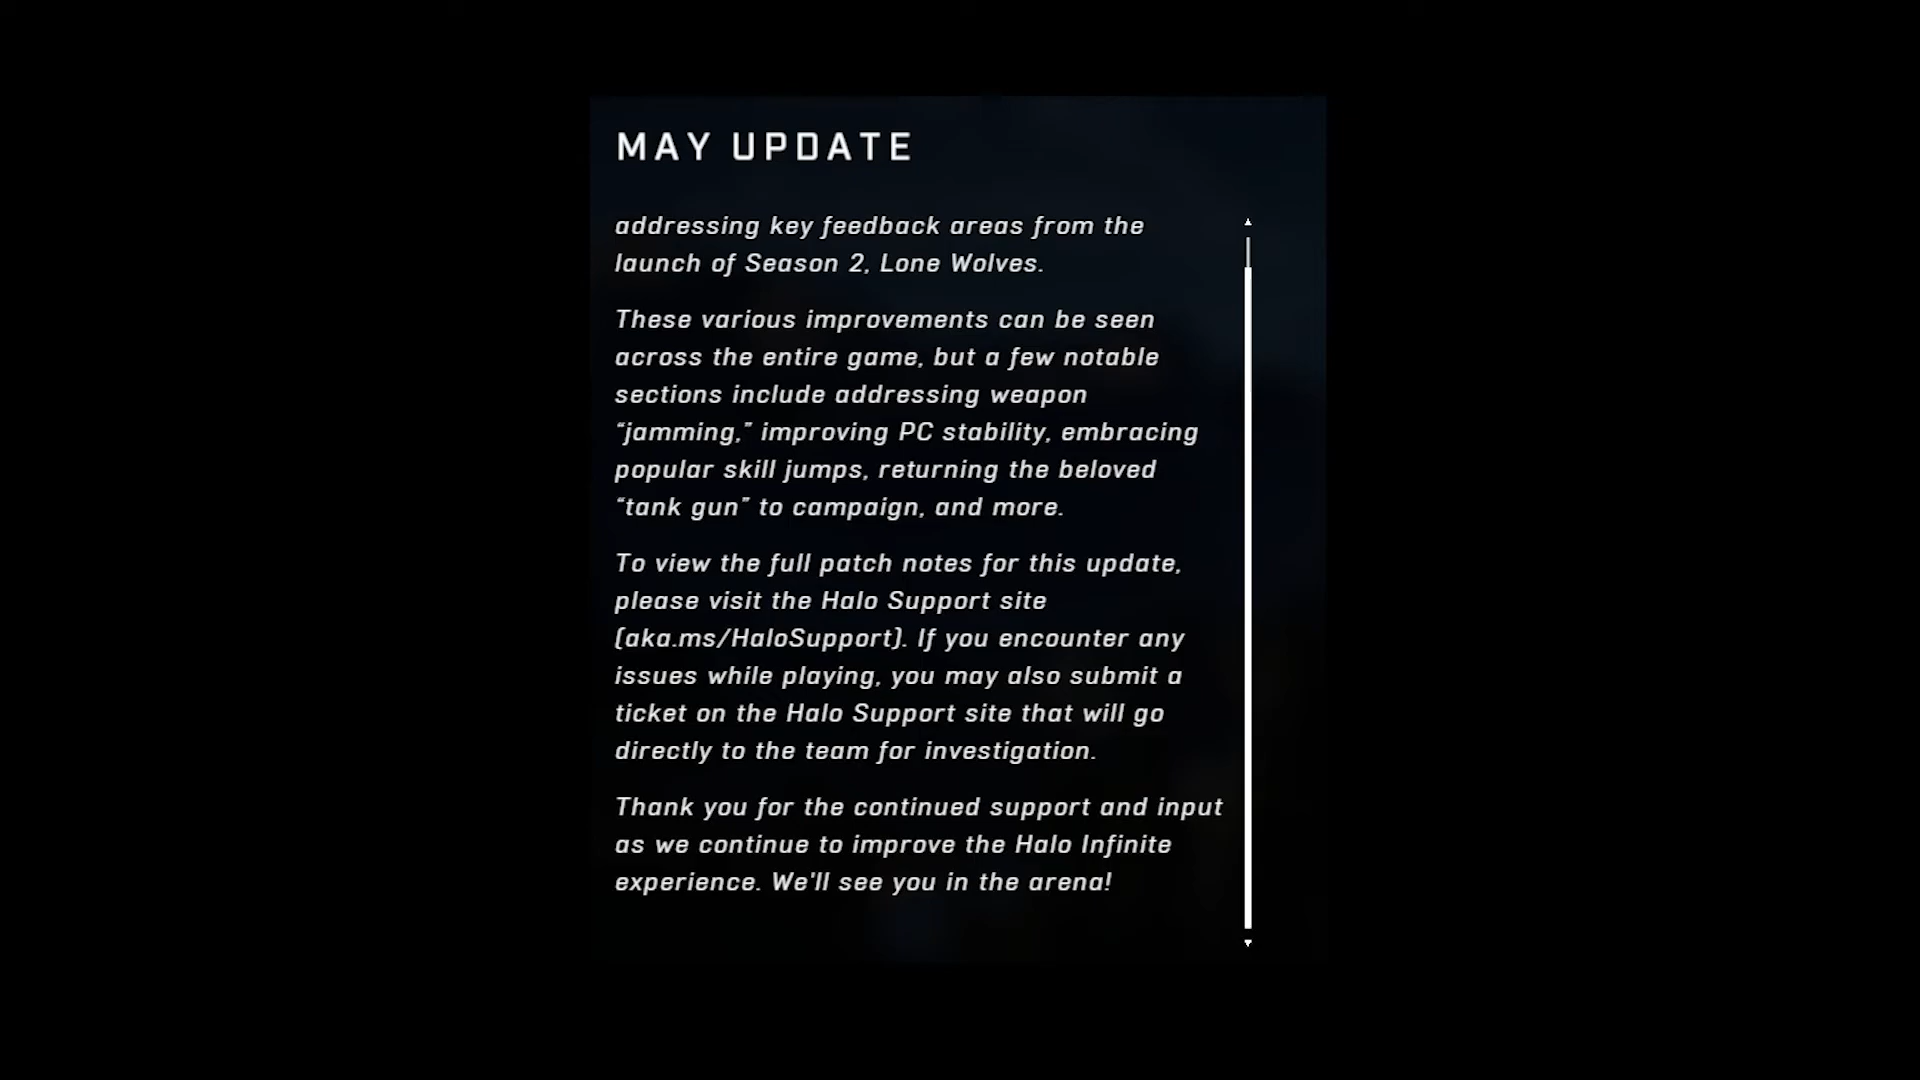 MAY UPDATE
addressing key feedback areas from the
launch of Season 2, Lone Wolves.
These various improvements can be seen
across the entire game, but a few notable
sections include addressing weapon
“jamming,” improving PC stability, embracing
popular skill jumps, returning the beloved
“tank gun” to campaign, and more.
To view the full patch notes for this update,
please visit the Halo Support site
(aka.ms/HaloSupport). If you encounter any
issues while playing, you may also submit a
ticket on the Halo Support site that will go
directly to the team for investigation.
Thank you for the continued support and input
as we continue to improve the Halo Infinite
experience. We'll see you in the arena!